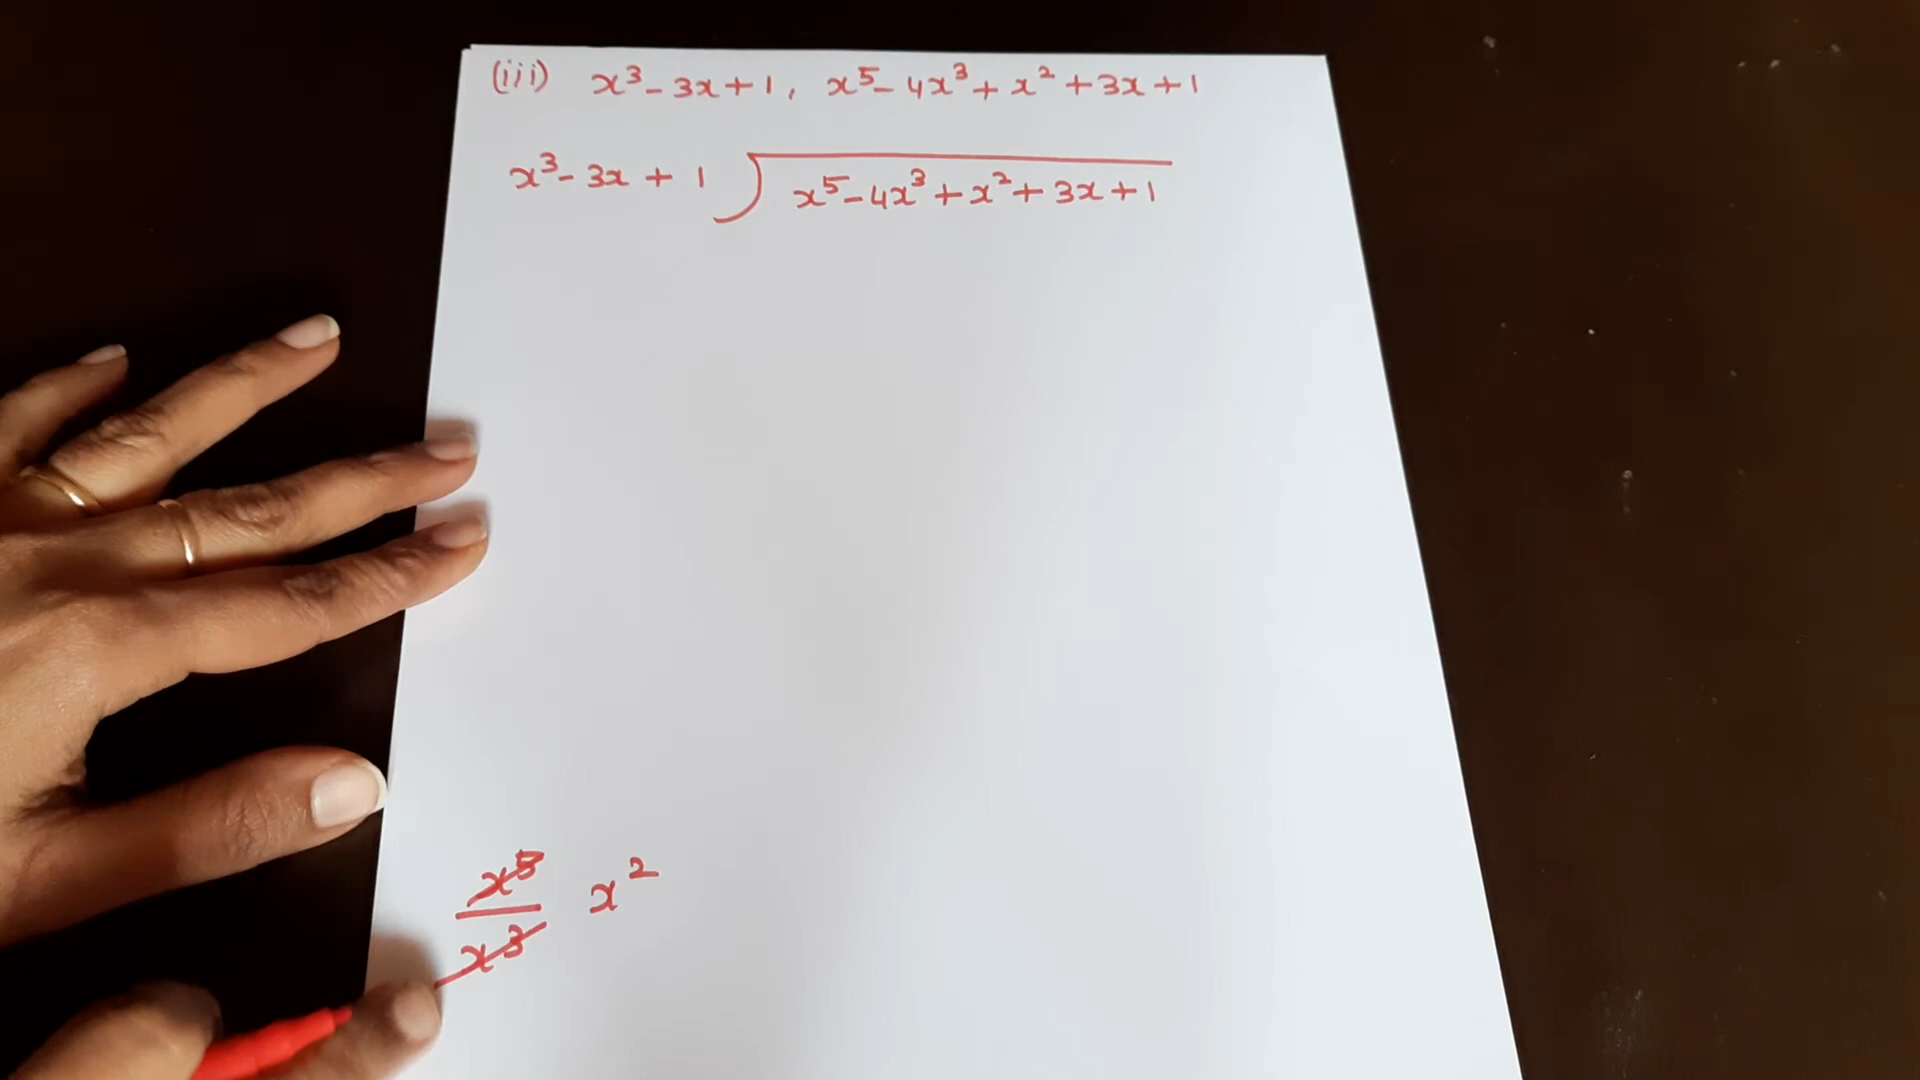 (iii) x³ - 3x + 1, x⁵ - 4x³ + x² + 3x + 1
x³ - 3x + 1 ) x⁵ - 4x³ + x² + 3x + 1
x⁵/x³ x²